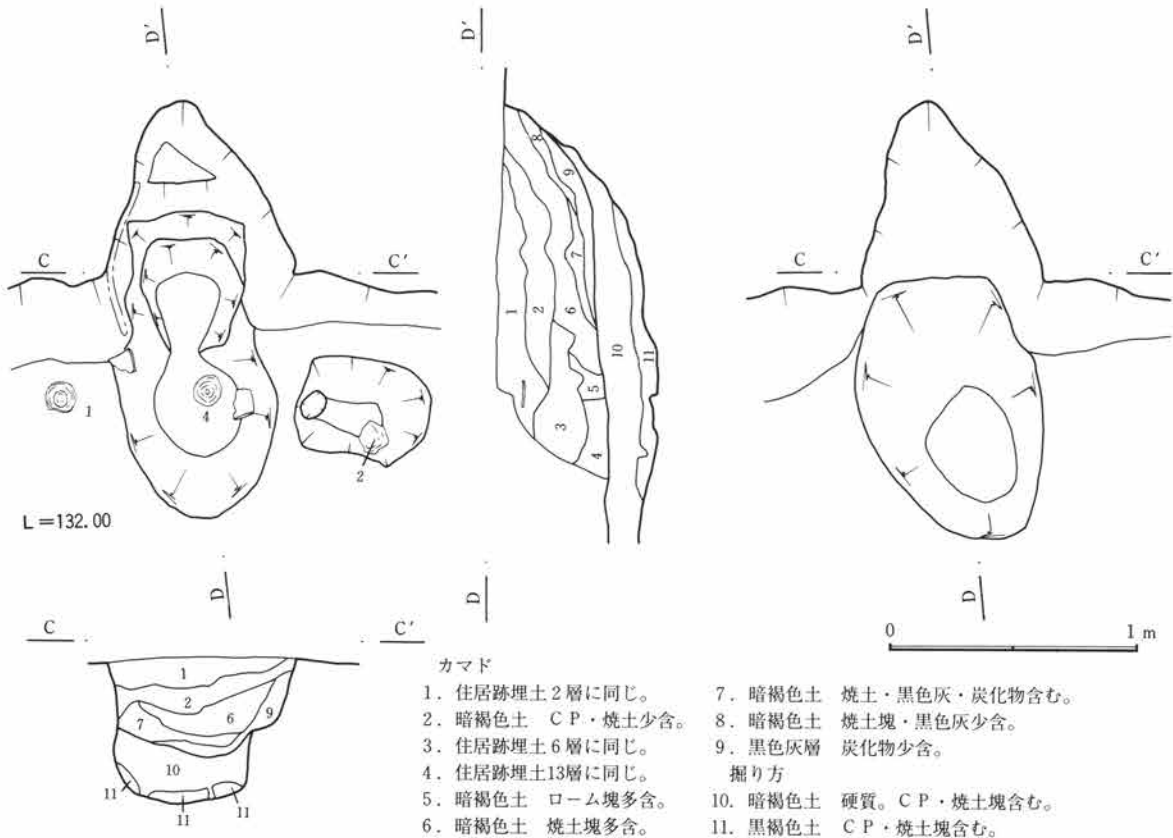 D′
D′
D′
C
C′
C
C′
1
4
2
L＝132.00
8
9
7
1
2
6
10
11
5
3
4
D
D
D
C
C′
1
2
7
6
9
10
11
11
11
0
1 m
カマド
1．住居跡埋土２層に同じ。
2．暗褐色土　ＣＰ・焼土少含。
3．住居跡埋土６層に同じ。
4．住居跡埋土13層に同じ。
5．暗褐色土　ローム塊多含。
6．暗褐色土　焼土塊多含。
7．暗褐色土　焼土・黒色灰・炭化物含む。
8．暗褐色土　焼土塊・黒色灰少含。
9．黒色灰層　炭化物少含。
掘り方
10．暗褐色土　硬質。ＣＰ・焼土塊含む。
11．黒褐色土　ＣＰ・焼土塊含む。